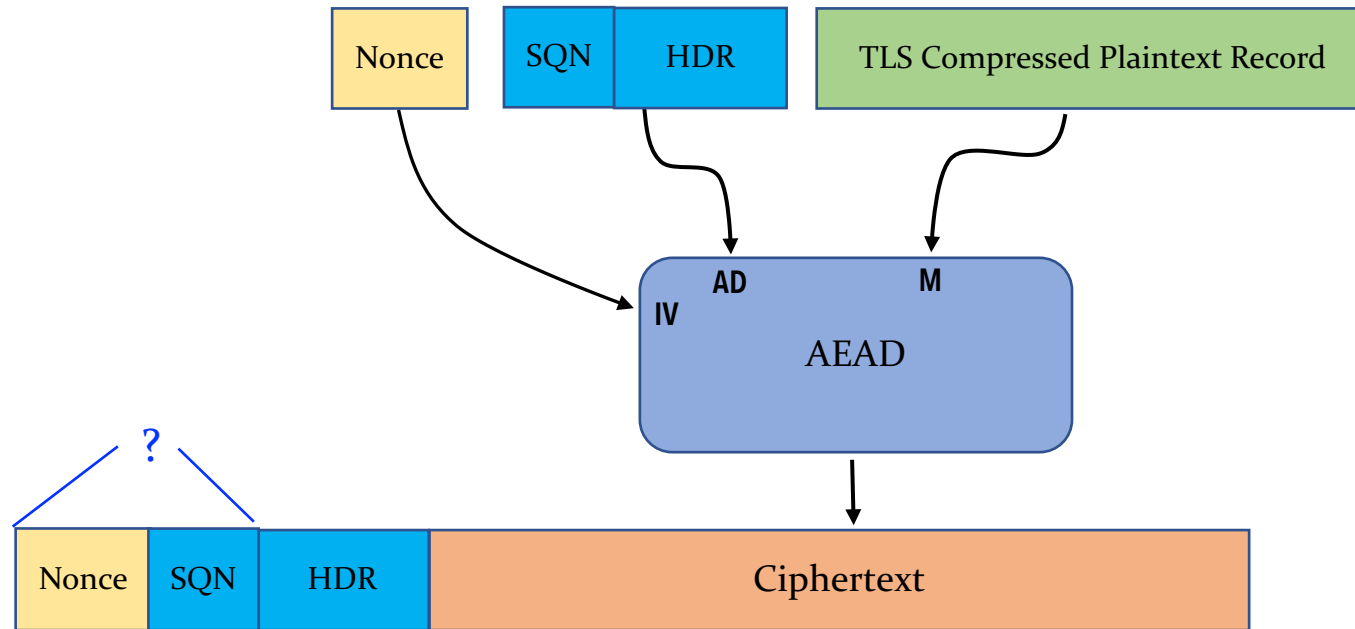 Nonce
SQN
HDR
TLS Compressed Plaintext Record
AD
M
IV
AEAD
?
Nonce
SQN
HDR
Ciphertext